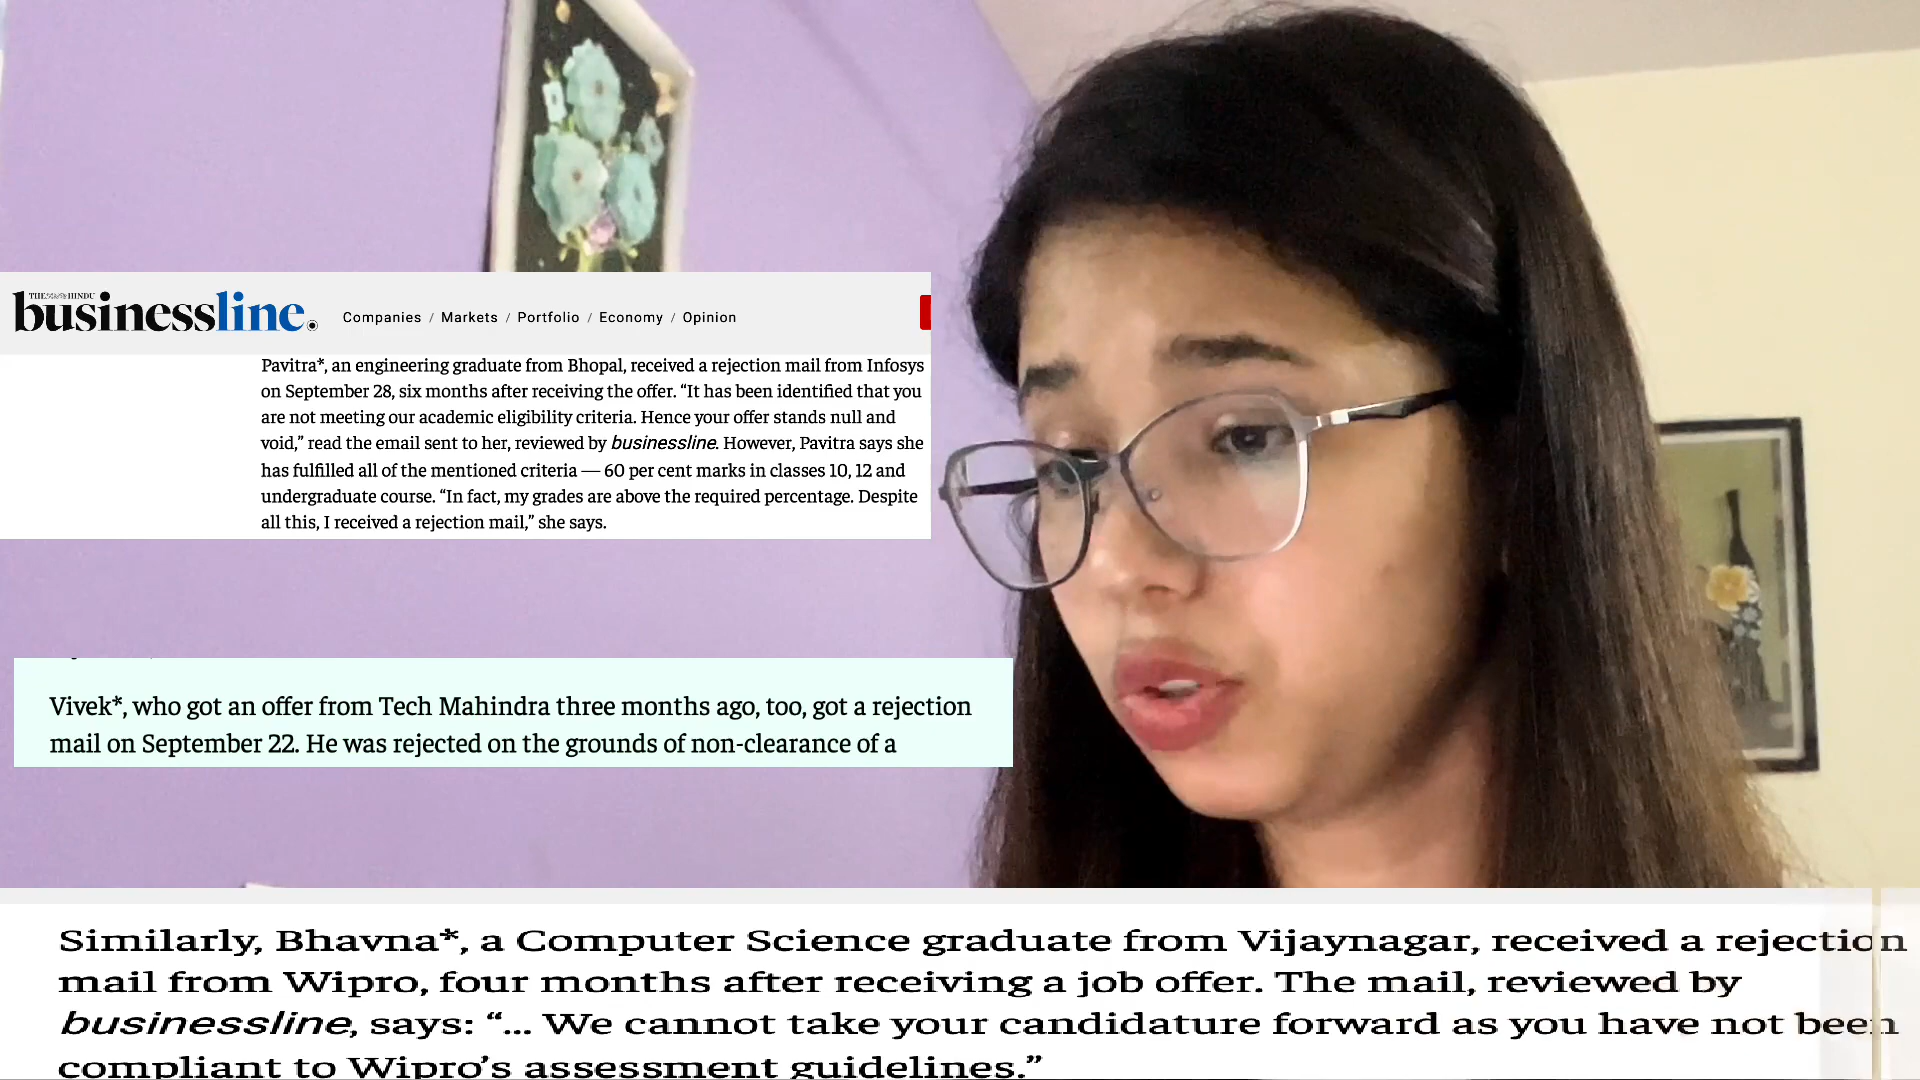 THE HINDU
businessline.
Companies / Markets / Portfolio / Economy / Opinion
Pavitra*, an engineering graduate from Bhopal, received a rejection mail from Infosys
on September 28, six months after receiving the offer. “It has been identified that you
are not meeting our academic eligibility criteria. Hence your offer stands null and
void,” read the email sent to her, reviewed by businessline. However, Pavitra says she
has fulfilled all of the mentioned criteria — 60 per cent marks in classes 10, 12 and
undergraduate course. “In fact, my grades are above the required percentage. Despite
all this, I received a rejection mail,” she says.
Vivek*, who got an offer from Tech Mahindra three months ago, too, got a rejection
mail on September 22. He was rejected on the grounds of non-clearance of a
Similarly, Bhavna*, a Computer Science graduate from Vijaynagar, received a rejection
mail from Wipro, four months after receiving a job offer. The mail, reviewed by
businessline, says: “... We cannot take your candidature forward as you have not been
compliant to Wipro’s assessment guidelines.”